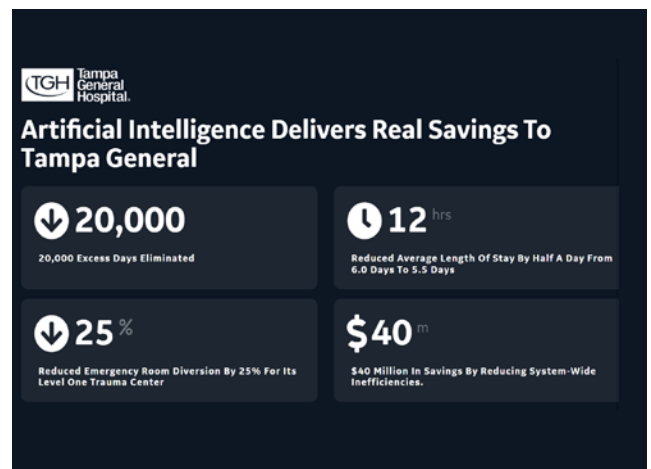 TGH
Tampa
General
Hospital.
Artificial Intelligence Delivers Real Savings To
Tampa General
20,000
20,000 Excess Days Eliminated
12 hrs
Reduced Average Length Of Stay By Half A Day From
6.0 Days To 5.5 Days
25 %
Reduced Emergency Room Diversion By 25% For Its
Level One Trauma Center
$40 m
$40 Million In Savings By Reducing System-Wide
Inefficiencies.